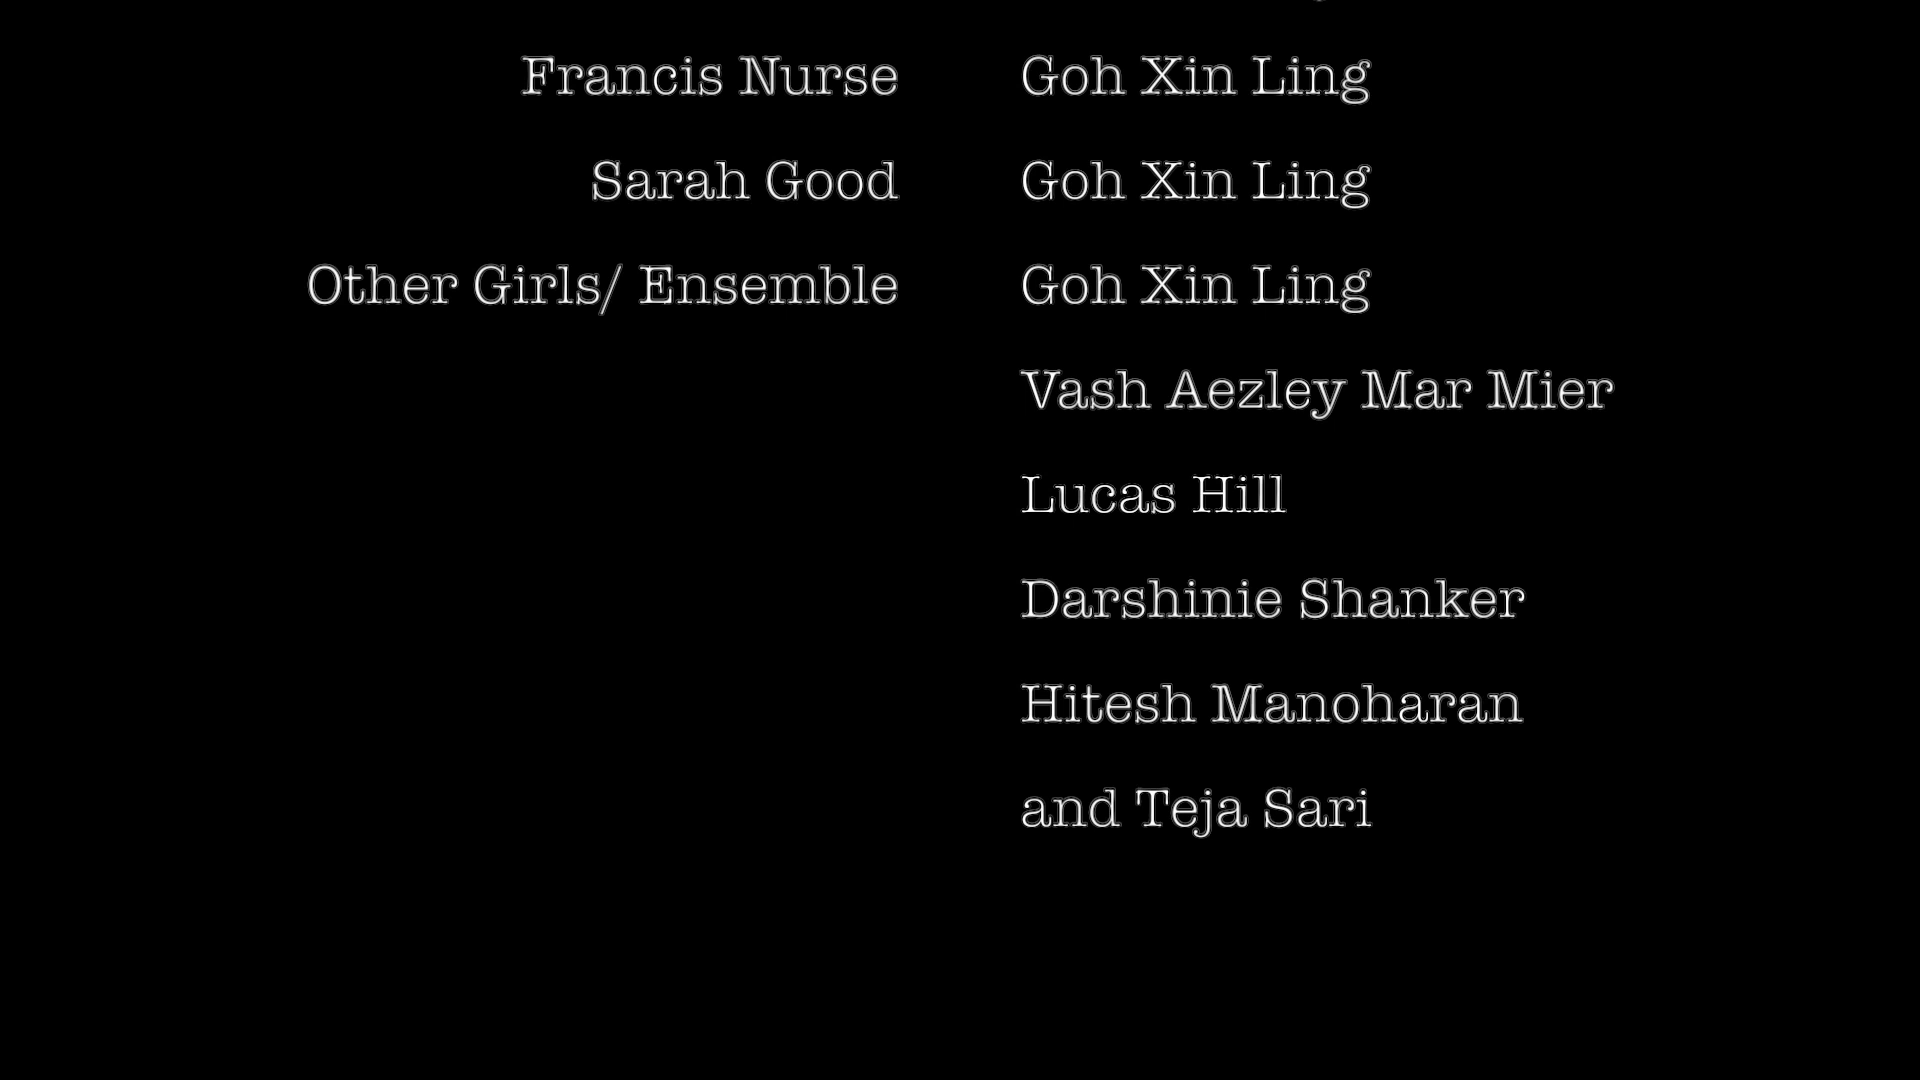 Francis Nurse Goh Xin Ling
Sarah Good Goh Xin Ling
Other Girls/ Ensemble Goh Xin Ling
Vash Aezley Mar Mier
Lucas Hill
Darshinie Shanker
Hitesh Manoharan
and Teja Sari